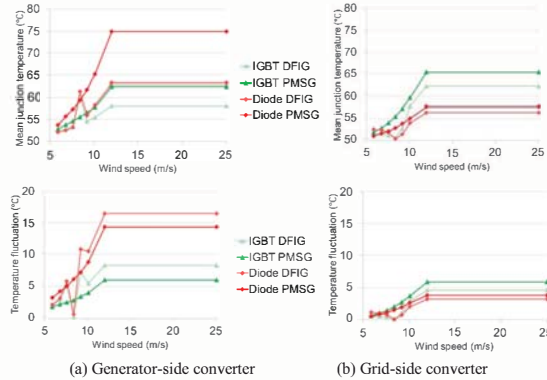 Mean junction temperature (°C)
80
75
70
65
60
55
50
5
10
15
20
25
Wind speed (m/s)
IGBT DFIG
IGBT PMSG
Diode DFIG
Diode PMSG
Mean junction temperature (°C)
80
75
70
65
60
55
50
5
10
15
20
25
Wind speed (m/s)
Temperature fluctuation (°C)
20
15
10
5
0
5
10
15
20
25
Wind speed (m/s)
IGBT DFIG
IGBT PMSG
Diode DFIG
Diode PMSG
Temperature fluctuation (°C)
20
15
10
5
0
5
10
15
20
25
Wind speed (m/s)
(a) Generator-side converter
(b) Grid-side converter